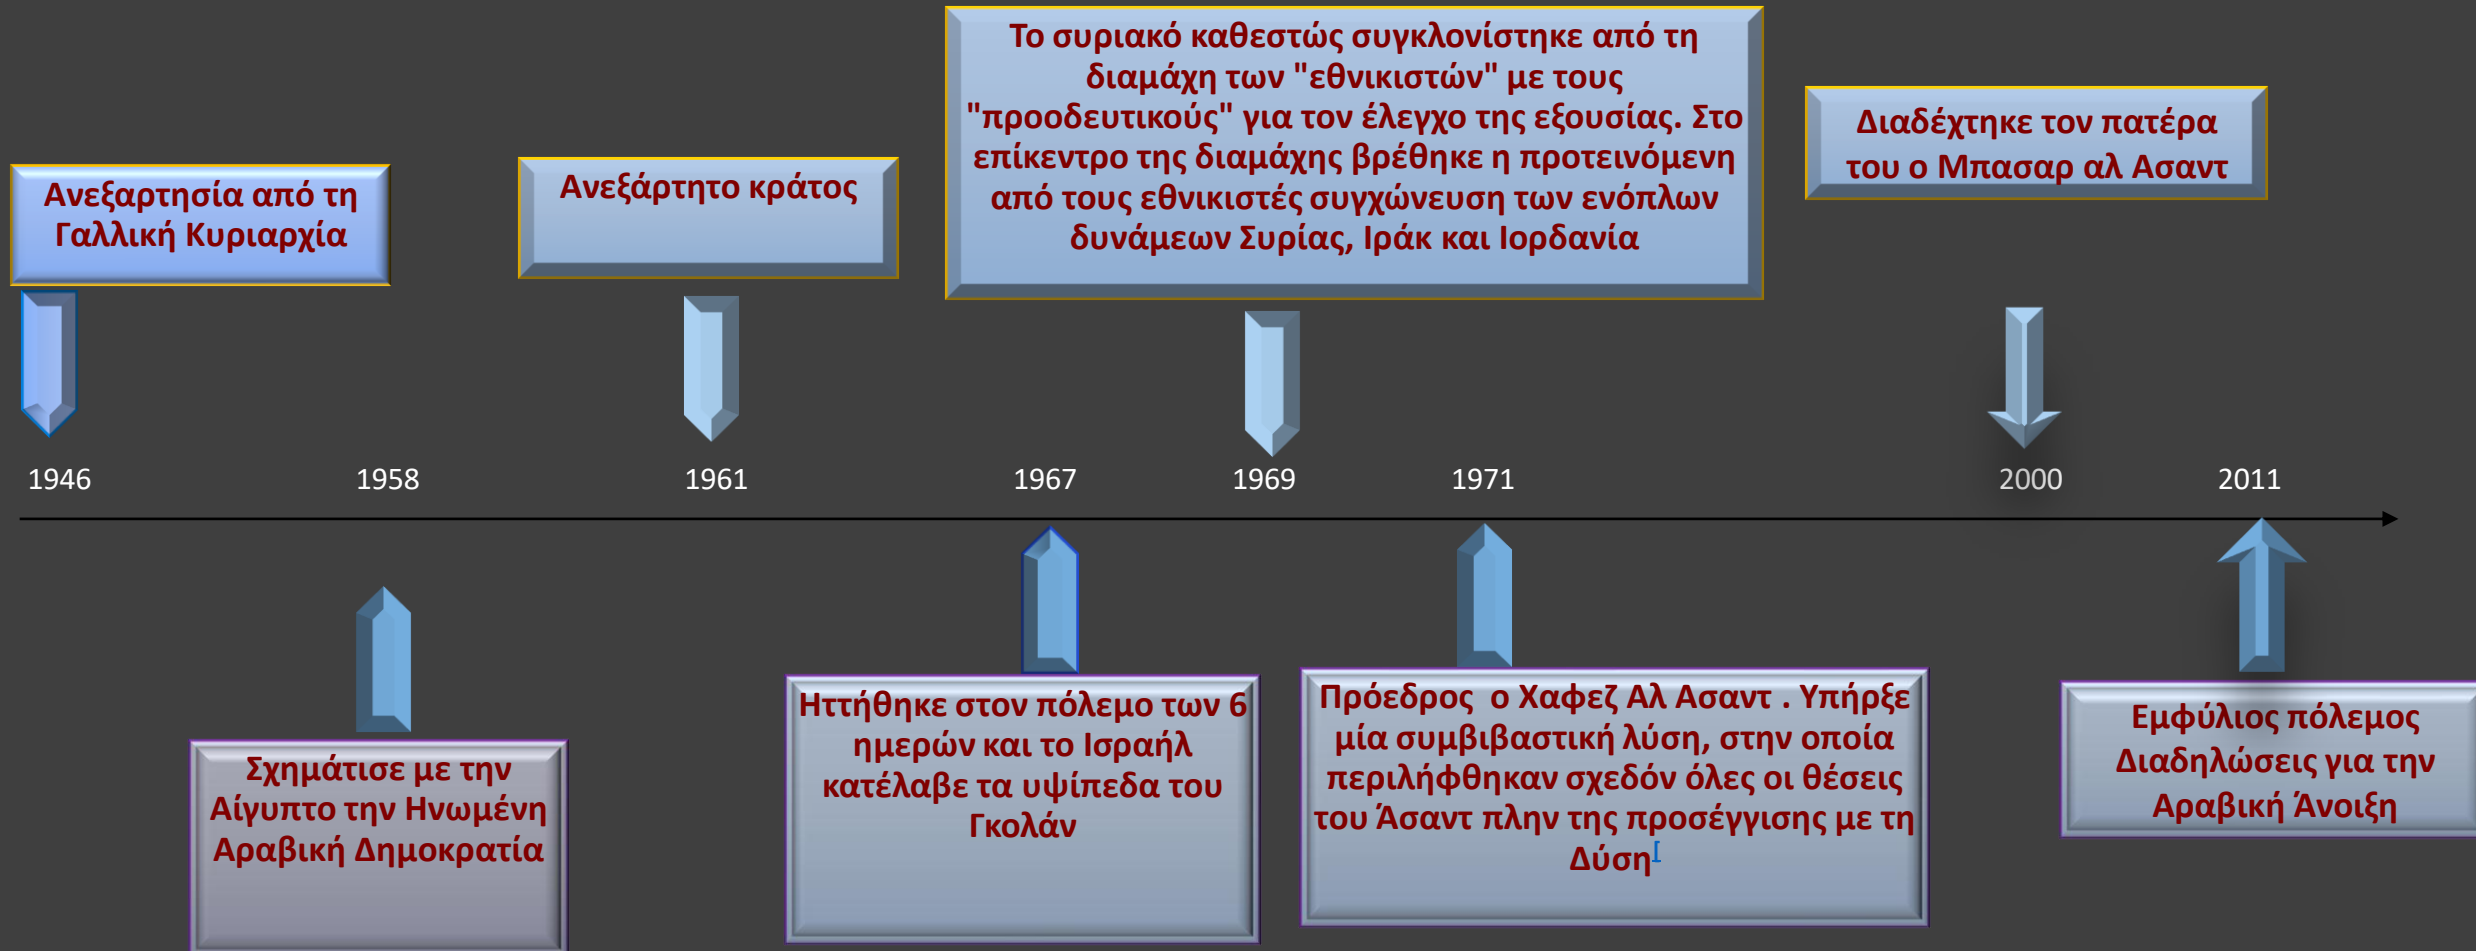 Το συριακό καθεστώς συγκλονίστηκε από τη
διαμάχη των "εθνικιστών" με τους
"προοδευτικούς" για τον έλεγχο της εξουσίας. Στο
επίκεντρο της διαμάχης βρέθηκε η προτεινόμενη
από τους εθνικιστές συγχώνευση των ενόπλων
δυνάμεων Συρίας, Ιράκ και Ιορδανία
Διαδέχτηκε τον πατέρα
του ο Μπασαρ αλ Ασαντ
Ανεξαρτησία από τη
Γαλλική Κυριαρχία
Ανεξάρτητο κράτος
1946 1958 1961 1967 1969 1971 2000 2011
Σχημάτισε με την
Αίγυπτο την Ηνωμένη
Αραβική Δημοκρατία
Ηττήθηκε στον πόλεμο των 6
ημερών και το Ισραήλ
κατέλαβε τα υψίπεδα του
Γκολάν
Πρόεδρος  ο Χαφεζ Αλ Ασαντ . Υπήρξε
μία συμβιβαστική λύση, στην οποία
περιλήφθηκαν σχεδόν όλες οι θέσεις
του Άσαντ πλην της προσέγγισης με τη
Δύση[
Εμφύλιος πόλεμος
Διαδηλώσεις για την
Αραβική Άνοιξη